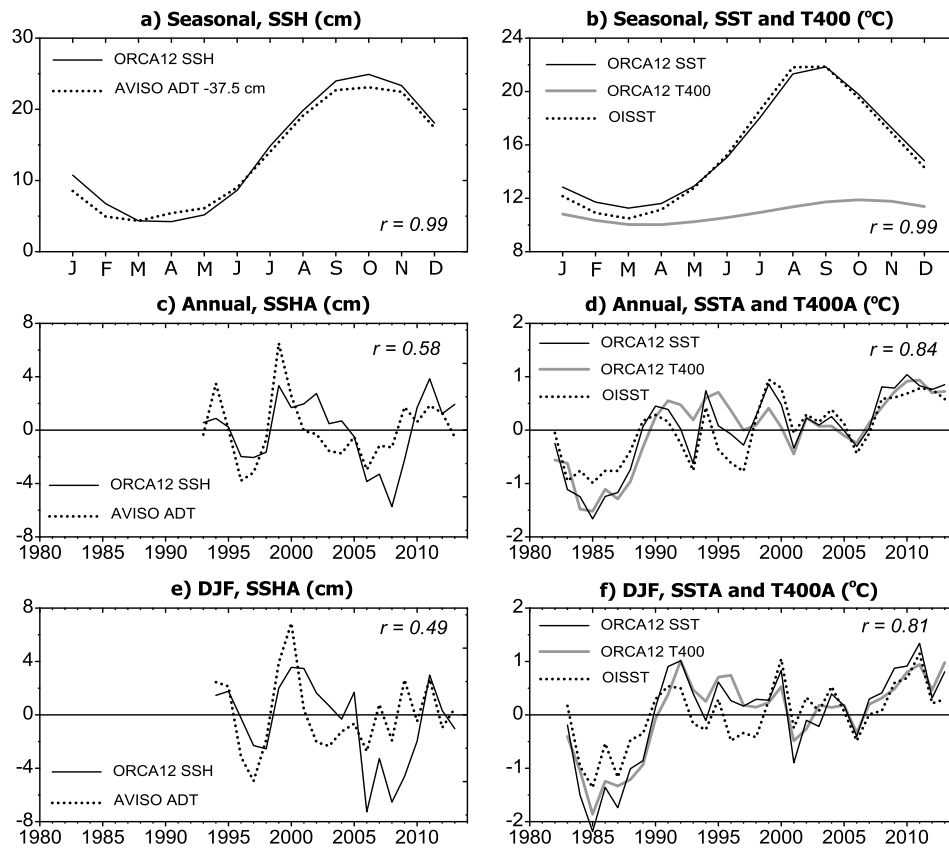 a) Seasonal, SSH (cm)
30
20
10
0
ORCA12 SSH
AVISO ADT -37.5 cm
r = 0.99
J F M A M J J A S O N D
b) Seasonal, SST and T400 (°C)
24
20
16
12
8
ORCA12 SST
ORCA12 T400
OISST
r = 0.99
J F M A M J J A S O N D
c) Annual, SSHA (cm)
8
4
0
-4
-8
r = 0.58
ORCA12 SSH
AVISO ADT
1980 1985 1990 1995 2000 2005 2010
d) Annual, SSTA and T400A (°C)
2
1
0
-1
-2
ORCA12 SST
ORCA12 T400
OISST
r = 0.84
1980 1985 1990 1995 2000 2005 2010
e) DJF, SSHA (cm)
8
4
0
-4
-8
r = 0.49
ORCA12 SSH
AVISO ADT
1980 1985 1990 1995 2000 2005 2010
f) DJF, SSTA and T400A (°C)
2
1
0
-1
-2
ORCA12 SST
ORCA12 T400
OISST
r = 0.81
1980 1985 1990 1995 2000 2005 2010